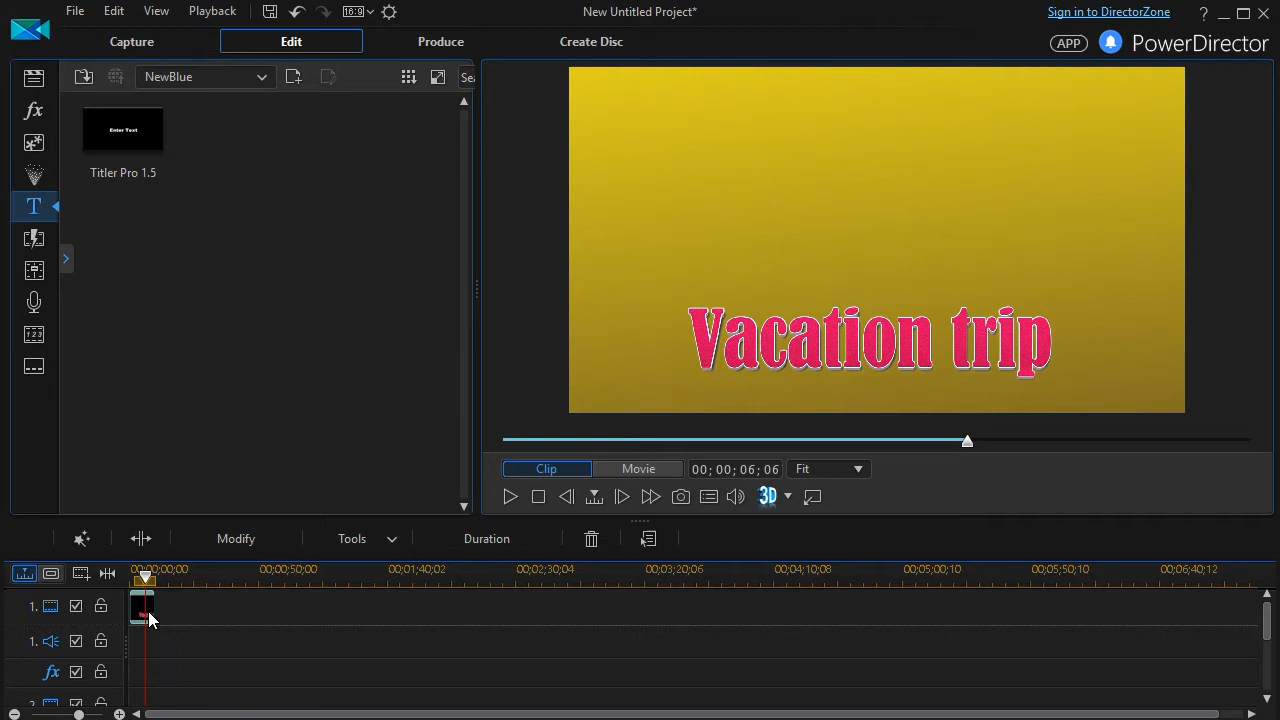 File Edit View Playback 16:9 New Untitled Project* Sign in to DirectorZone ?
Capture Edit Produce Create Disc APP PowerDirector
fx NewBlue Sea
Enter Text
Titler Pro 1.5
T
Vacation trip
Clip Movie 00; 00; 06; 06 Fit
3D
Modify Tools Duration
00;00;00;00 00;00;50;00 00;01;40;02 00;02;30;04 00;03;20;06 00;04;10;08 00;05;00;10 00;05;50;10 00;06;40;12
1.
1.
fx
2.